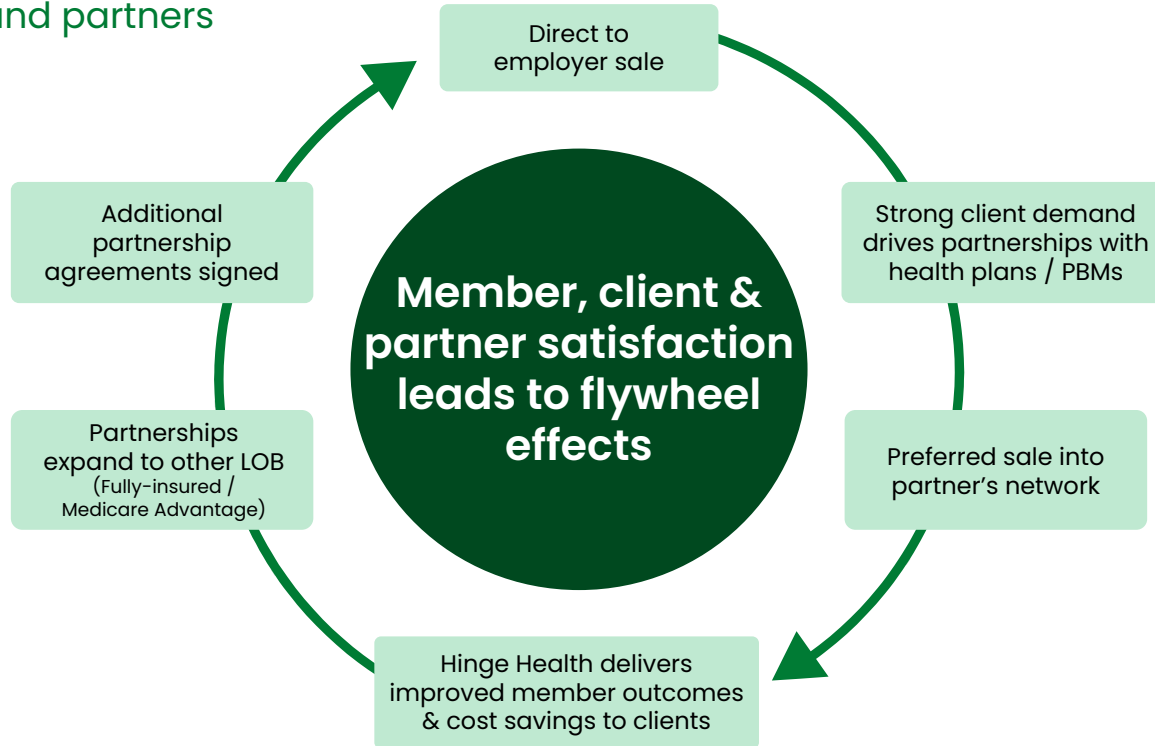 and partners
Direct to
employer sale
Strong client demand
drives partnerships with
health plans / PBMs
Preferred sale into
partner’s network
Hinge Health delivers
improved member outcomes
& cost savings to clients
Partnerships
expand to other LOB
(Fully-insured /
Medicare Advantage)
Additional
partnership
agreements signed
Member, client &
partner satisfaction
leads to flywheel
effects